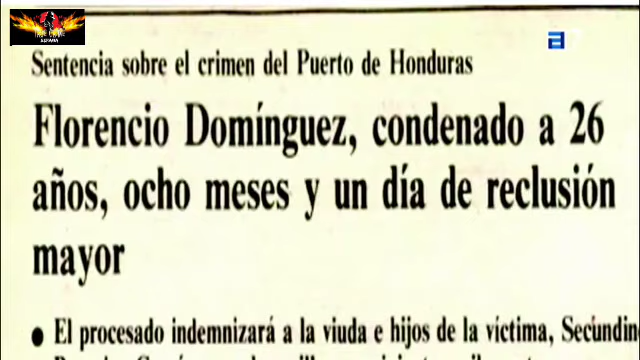 Sentencia sobre el crimen del Puerto de Honduras
Florencio Domínguez, condenado a 26
años, ocho meses y un día de reclusión
mayor
● El procesado indemnizará a la viuda e hijos de la víctima, Secundin